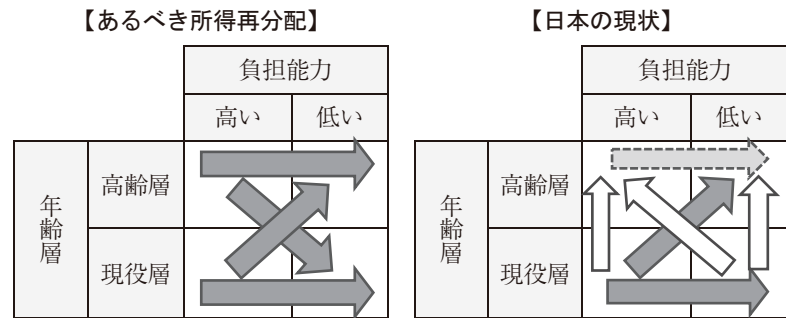 【あるべき所得再分配】
負担能力
高い
低い
年齢層
高齢層
現役層
【日本の現状】
負担能力
高い
低い
年齢層
高齢層
現役層